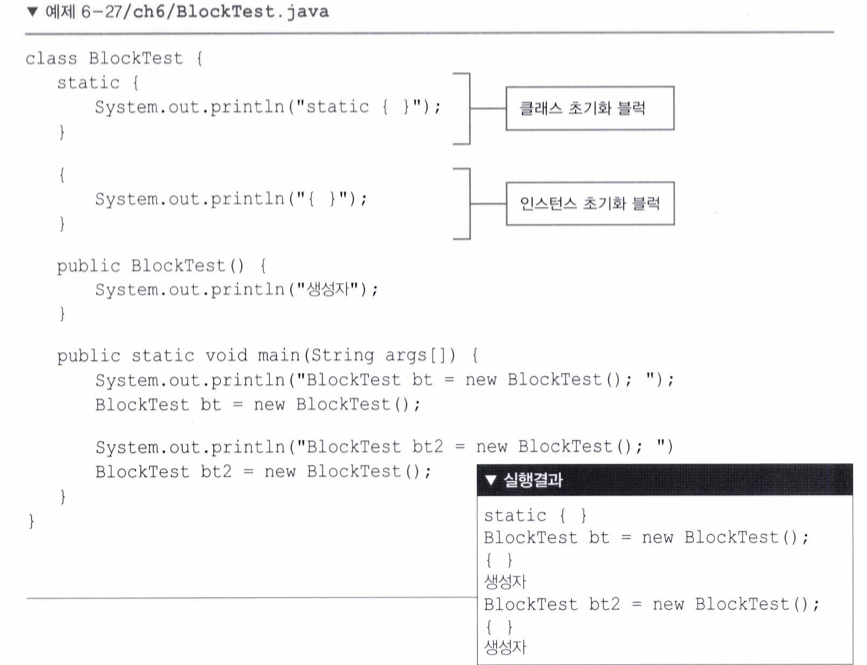 ▼ 예제 6-27/ch6/BlockTest.java
class BlockTest {
static {
System.out.println("static { }");
}
클래스 초기화 블럭
{
System.out.println("{ }");
}
인스턴스 초기화 블럭
public BlockTest() {
System.out.println("생성자");
}
public static void main(String args[]) {
System.out.println("BlockTest bt = new BlockTest(); ");
BlockTest bt = new BlockTest();
System.out.println("BlockTest bt2 = new BlockTest(); ")
BlockTest bt2 = new BlockTest();
}
}
▼ 실행결과
static { }
BlockTest bt = new BlockTest();
{ }
생성자
BlockTest bt2 = new BlockTest();
{ }
생성자